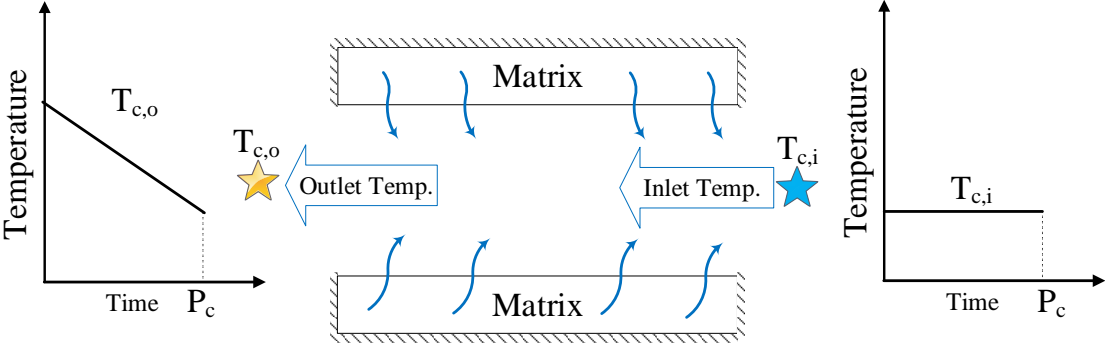 Temperature
T_c,o
Time
P_c
T_c,o
Outlet Temp.
Matrix
Inlet Temp.
T_c,i
Matrix
Temperature
T_c,i
Time
P_c